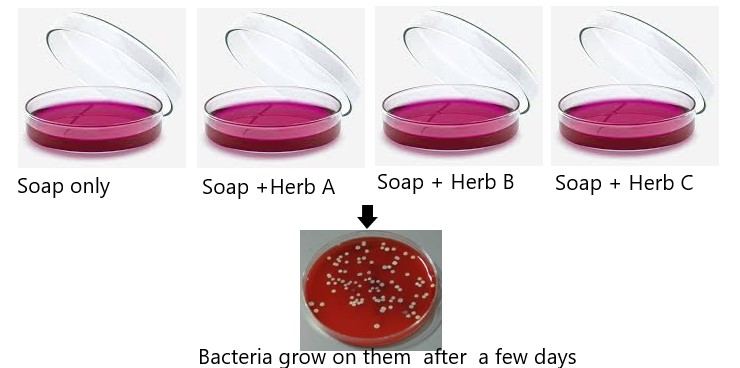 Soap only
Soap +Herb A
Soap + Herb B
Soap + Herb C
Bacteria grow on them after a few days